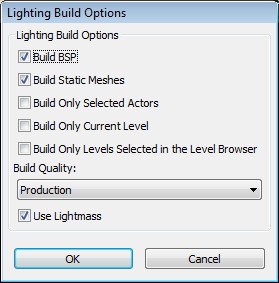 Lighting Build Options
Lighting Build Options
Build BSP
Build Static Meshes
Build Only Selected Actors
Build Only Current Level
Build Only Levels Selected in the Level Browser
Build Quality:
Production
Use Lightmass
OK
Cancel